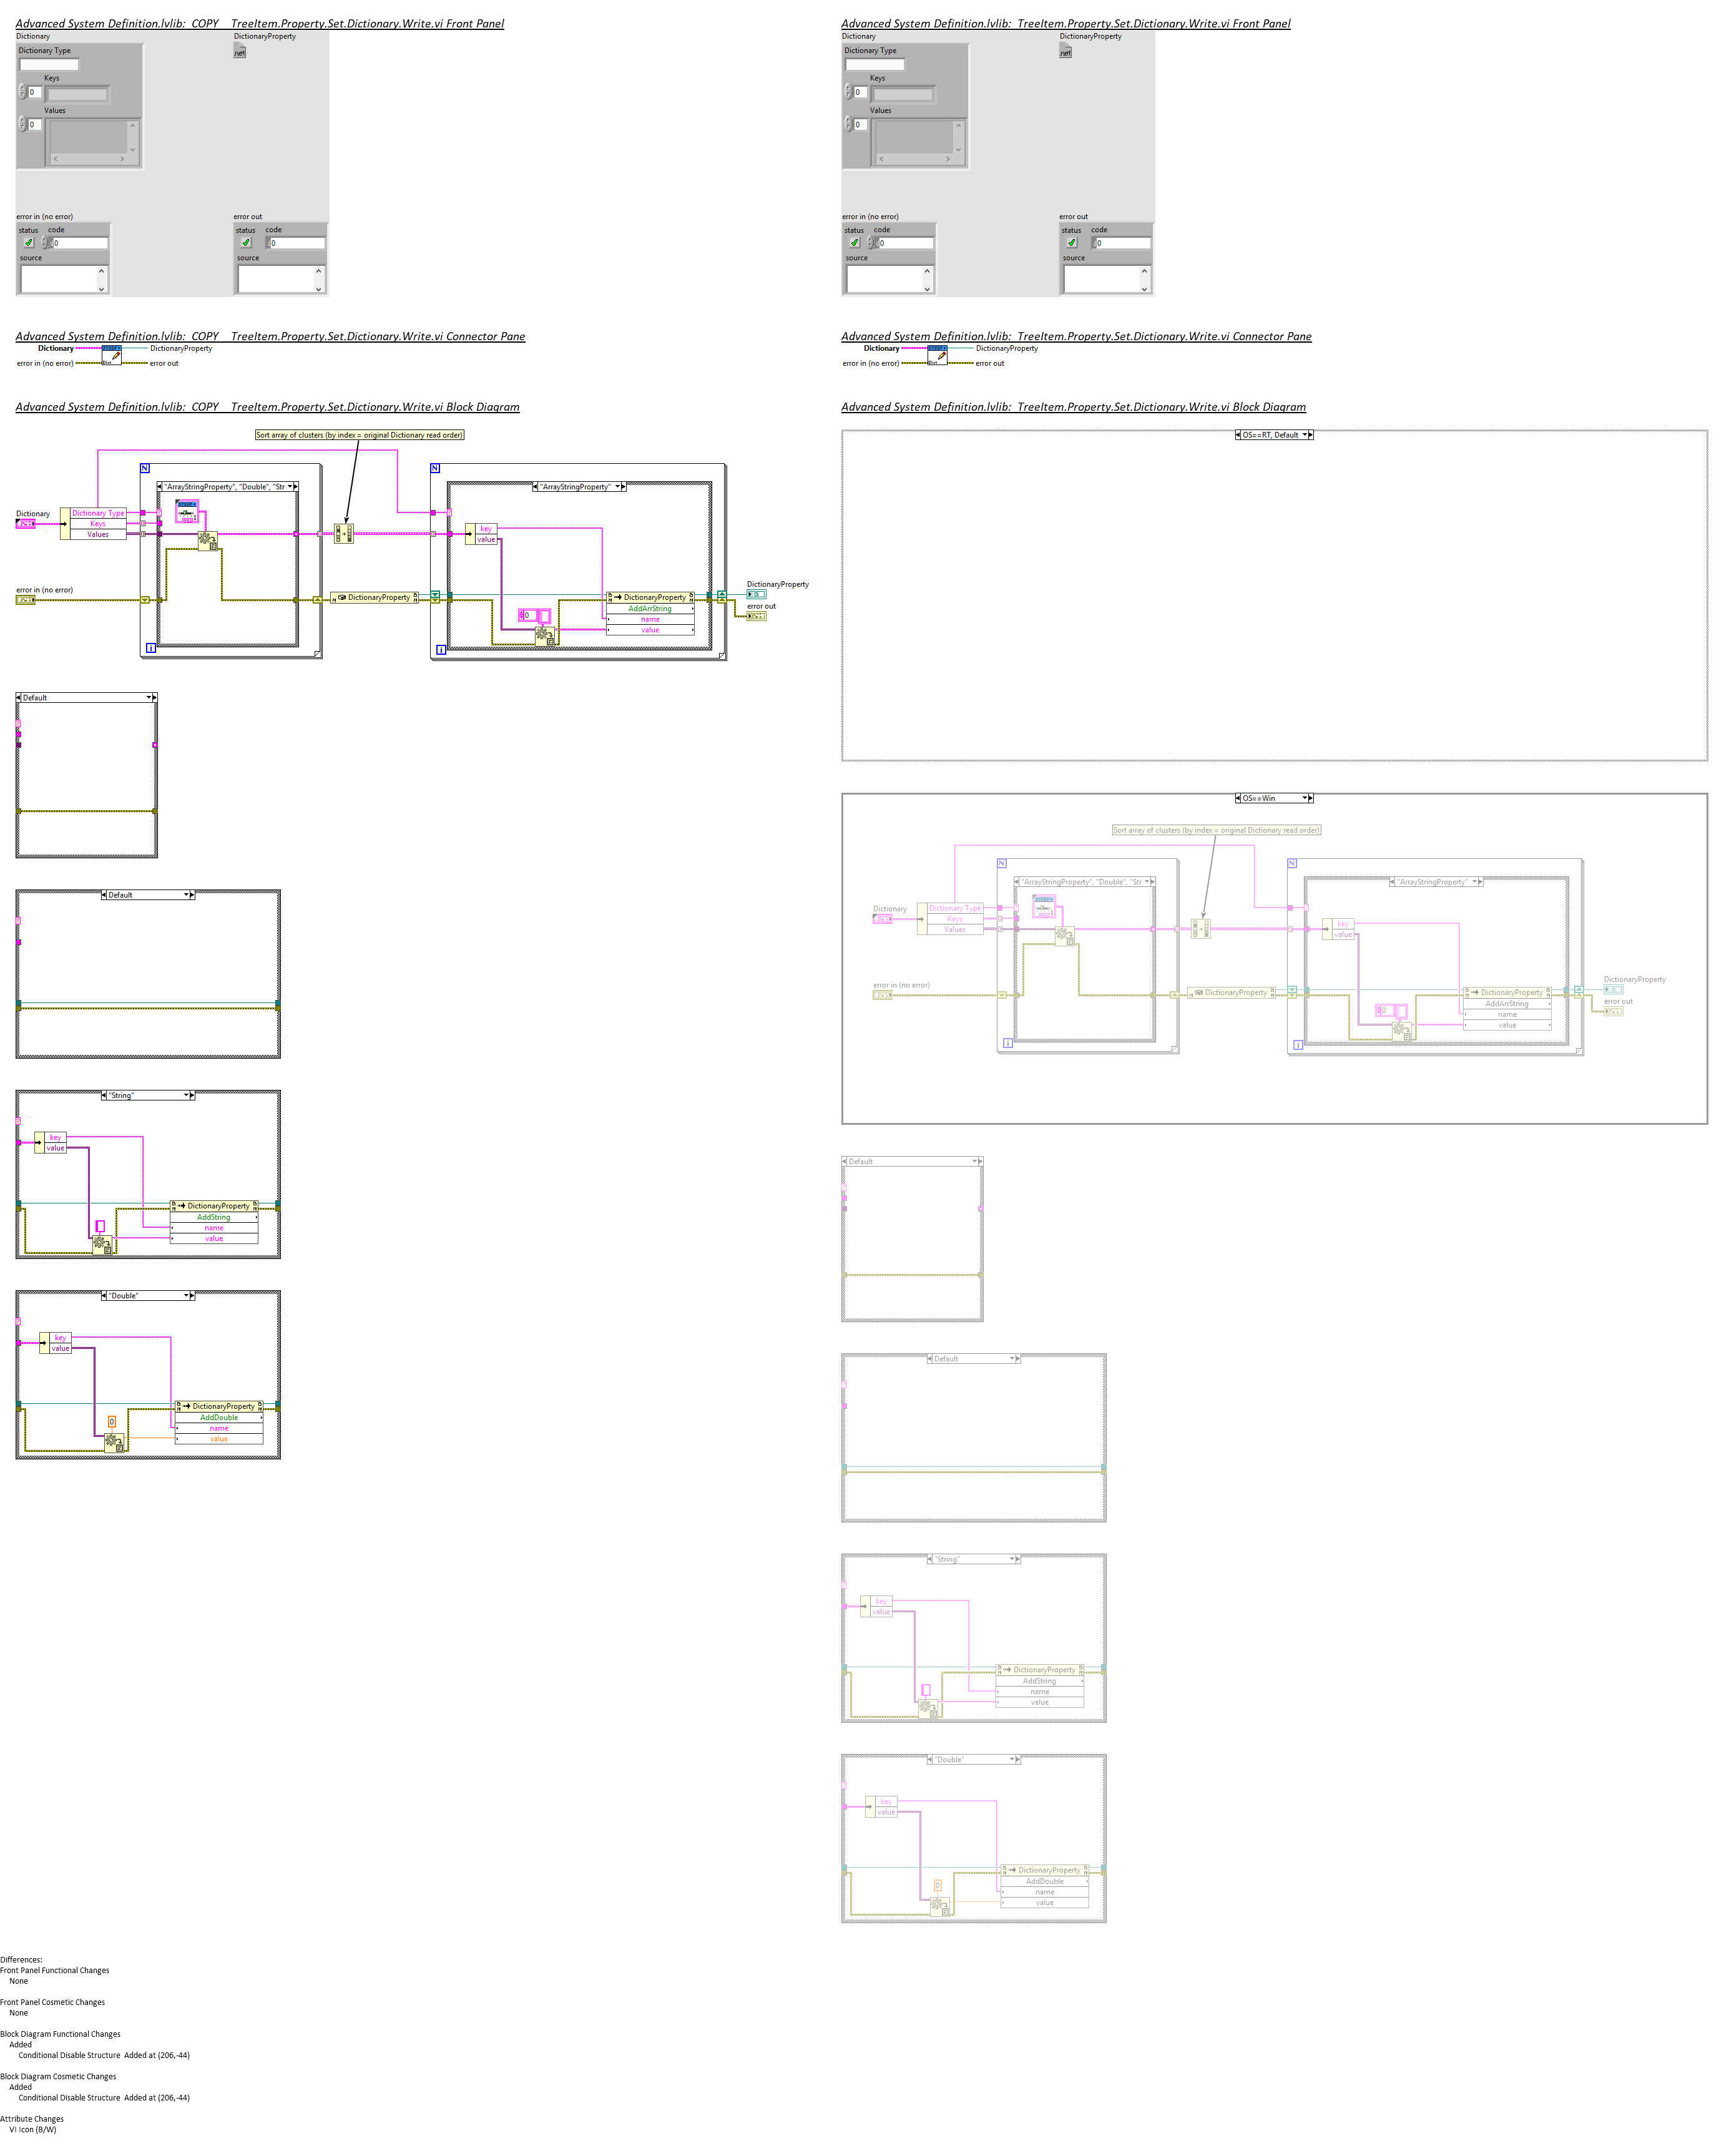 Advanced System Definition.lvlib:  COPY    TreeItem.Property.Set.Dictionary.Write.vi Front Panel
Dictionary
DictionaryProperty
Dictionary Type
.net
Keys
0
Values
0
error in (no error)
error out
status
code
status
code
0
0
source
source
Advanced System Definition.lvlib:  COPY    TreeItem.Property.Set.Dictionary.Write.vi Connector Pane
Dictionary
DictionaryProperty
error in (no error)
error out
Advanced System Definition.lvlib:  COPY    TreeItem.Property.Set.Dictionary.Write.vi Block Diagram
Sort array of clusters (by index = original Dictionary read order)
N
N
"ArrayStringProperty", "Double", "Str
"ArrayStringProperty"
Dictionary
Dictionary Type
Keys
Values
key
value
error in (no error)
DictionaryProperty
DictionaryProperty
AddArrString
name
value
DictionaryProperty
error out
0
i
i
Default
Default
"String"
key
value
DictionaryProperty
AddString
name
value
"Double"
key
value
DictionaryProperty
AddDouble
name
value
0
Advanced System Definition.lvlib:  TreeItem.Property.Set.Dictionary.Write.vi Front Panel
Dictionary
DictionaryProperty
Dictionary Type
.net
Keys
0
Values
0
error in (no error)
error out
status
code
status
code
0
0
source
source
Advanced System Definition.lvlib:  TreeItem.Property.Set.Dictionary.Write.vi Connector Pane
Dictionary
DictionaryProperty
error in (no error)
error out
Advanced System Definition.lvlib:  TreeItem.Property.Set.Dictionary.Write.vi Block Diagram
OS==RT, Default
OS==Win
Sort array of clusters (by index = original Dictionary read order)
N
N
"ArrayStringProperty", "Double", "Str
"ArrayStringProperty"
Dictionary
Dictionary Type
Keys
Values
key
value
error in (no error)
DictionaryProperty
DictionaryProperty
AddArrString
name
value
DictionaryProperty
error out
0
i
i
Default
Default
"String"
key
value
DictionaryProperty
AddString
name
value
"Double"
key
value
DictionaryProperty
AddDouble
name
value
0
Differences:
Front Panel Functional Changes
None
Front Panel Cosmetic Changes
None
Block Diagram Functional Changes
Added
Conditional Disable Structure  Added at (206,-44)
Block Diagram Cosmetic Changes
Added
Conditional Disable Structure  Added at (206,-44)
Attribute Changes
VI Icon (B/W)